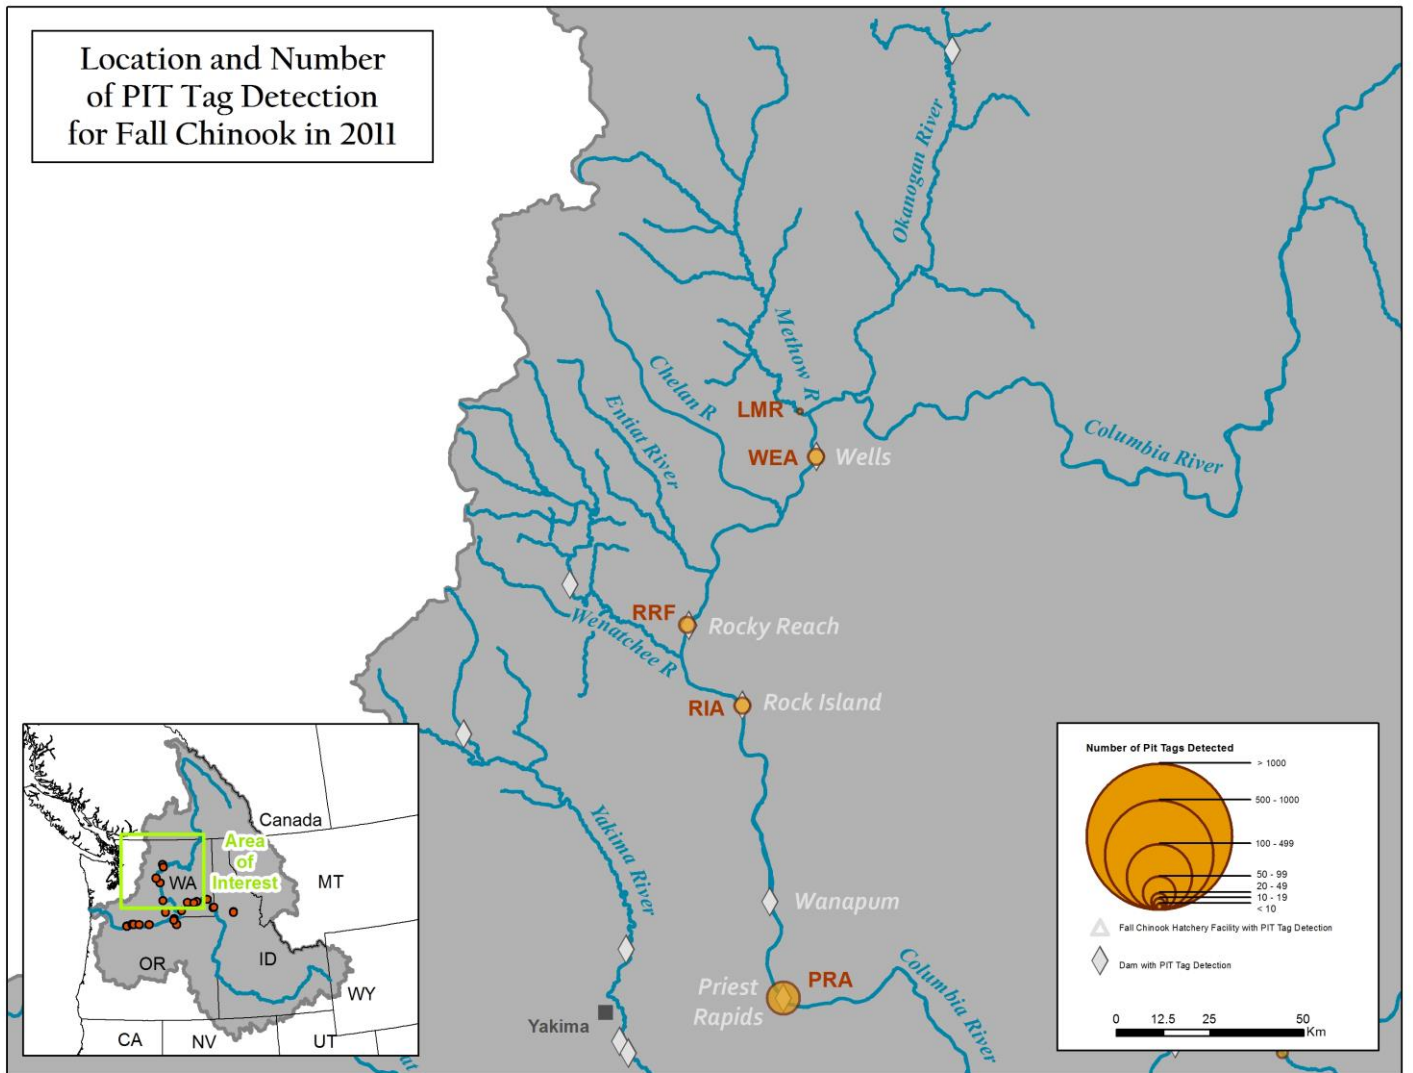 Location and Number
of PIT Tag Detection
for Fall Chinook in 2011
Okanogan River
Methow R
Chelan R
Entiat River
LMR
WEA
Wells
Columbia River
RRF
Rocky Reach
Wenatchee R
RIA
Rock Island
Yakima River
Wanapum
Priest
Rapids
PRA
Columbia River
Yakima
Canada
Area
of
Interest
WA
MT
OR
ID
WY
CA
NV
UT
at
Number of Pit Tags Detected
> 1000
500 - 1000
100 - 499
50 - 99
20 - 49
10 - 19
< 10
Fall Chinook Hatchery Facility with PIT Tag Detection
Dam with PIT Tag Detection
0 12.5 25 50
Km